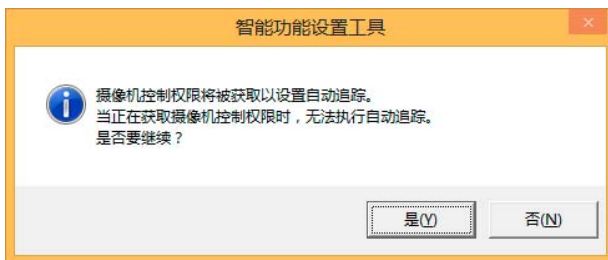 智能功能设置工具
摄像机控制权限将被获取以设置自动追踪。
当正在获取摄像机控制权限时，无法执行自动追踪。
是否要继续？
是(Y)
否(N)